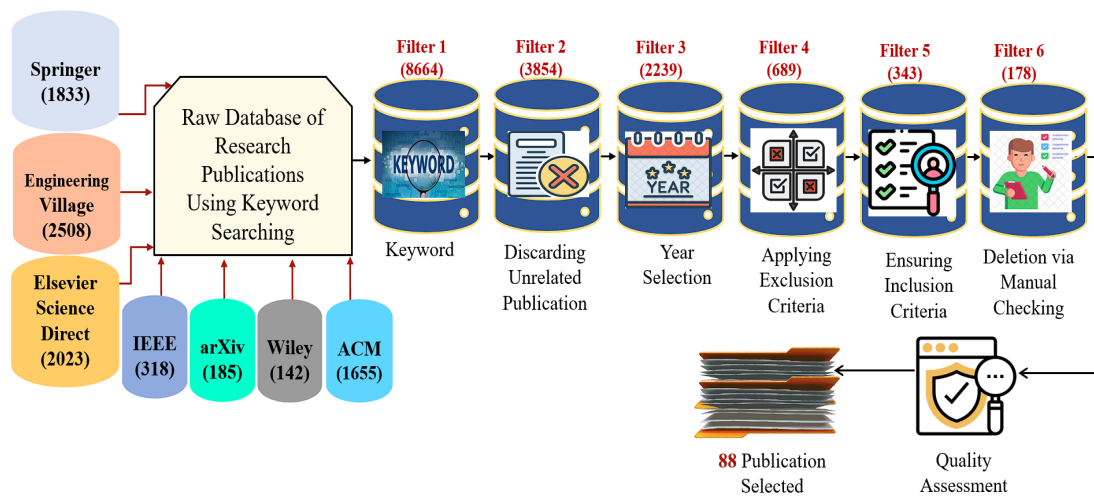 Springer
(1833)
Engineering
Village
(2508)
Elsevier
Science
Direct
(2023)
IEEE
(318)
arXiv
(185)
Wiley
(142)
ACM
(1655)
Raw Database of
Research
Publications
Using Keyword
Searching
Filter 1
(8664)
KEYWORD
Keyword
Filter 2
(3854)
Discarding
Unrelated
Publication
Filter 3
(2239)
YEAR
Year
Selection
Filter 4
(689)
Applying
Exclusion
Criteria
Filter 5
(343)
Ensuring
Inclusion
Criteria
Filter 6
(178)
Deletion via
Manual
Checking
Quality
Assessment
88 Publication
Selected